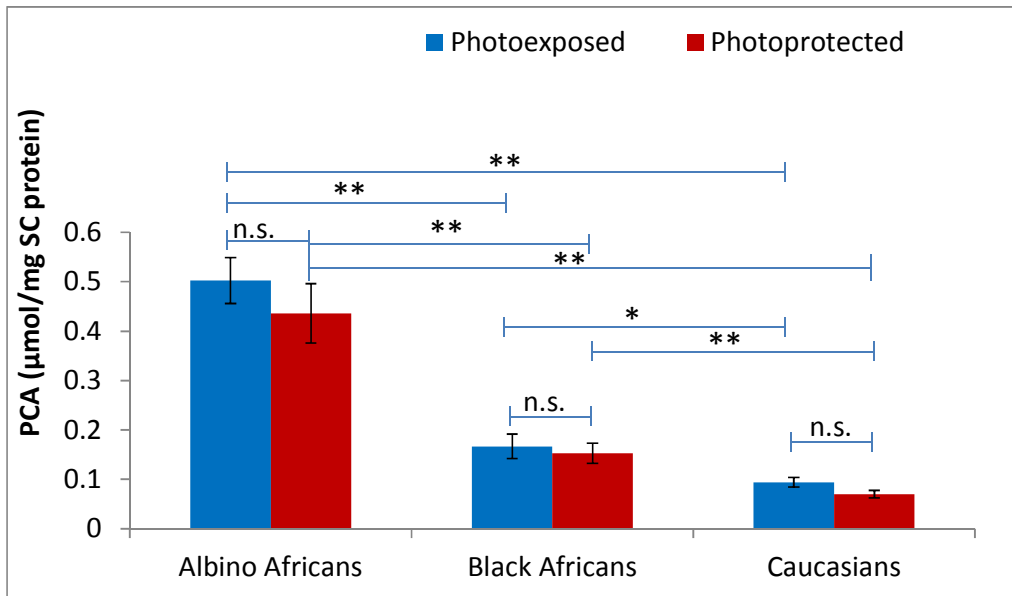 Photoexposed Photoprotected
PCA (µmol/mg SC protein)
**
**
n.s.
**
**
*
**
n.s.
n.s.
0.6
0.5
0.4
0.3
0.2
0.1
0
Albino Africans Black Africans Caucasians